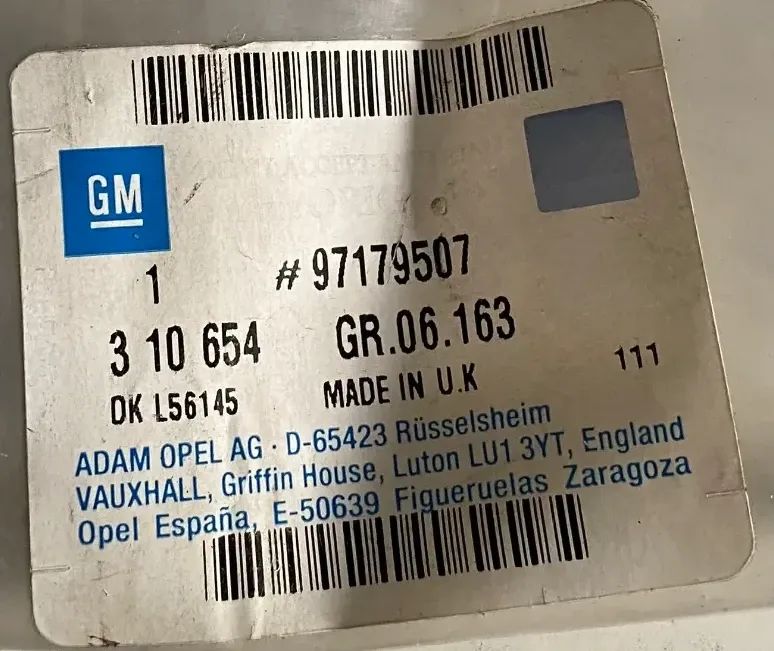 GM
1 # 97179507
3 10 654 GR.06.163
DK L56145 MADE IN U.K 111
ADAM OPEL AG · D-65423 Rüsselsheim
VAUXHALL, Griffin House, Luton LU1 3YT, England
Opel España, E-50639 Figueruelas Zaragoza